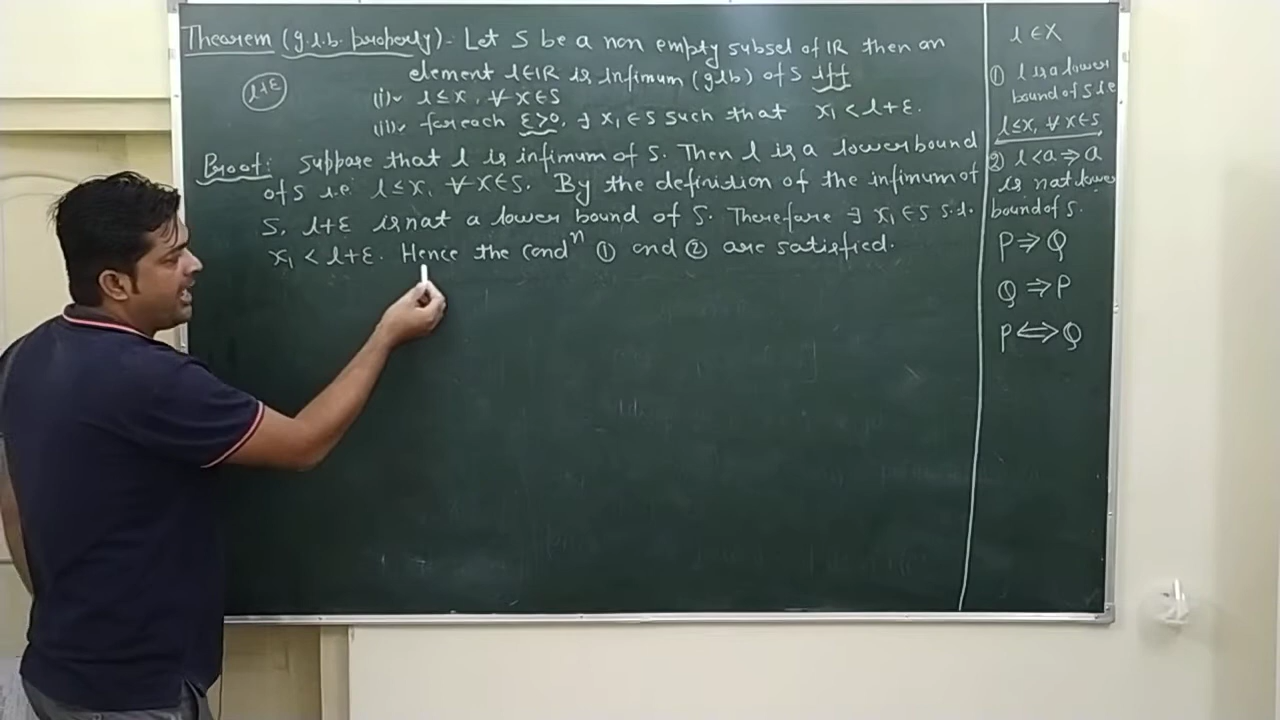 Theorem (g.l.b. property).- Let S be a non empty subset of IR then an
element l∈IR is infimum (glb) of S iff
l+ε
(i)~ l≤x, ∀ x∈S
(ii)~ for each ε>0, ∃ x₁∈S such that x₁<l+ε.
Proof: Suppose that l is infimum of S. Then l is a lower bound
of S i.e. l≤x, ∀ x∈S. By the definition of the infimum of
S, l+ε is not a lower bound of S. Therefore ∃ x₁∈S s.t.
x₁ < l+ε. Hence the condⁿ ① and ② are satisfied.
l∈X
① l is a lower
bound of S i.e
l≤x, ∀ x∈S
② l<a ⇒ a
is not lower
bound of S.
P⇒Q
Q⇒P
P⟺Q